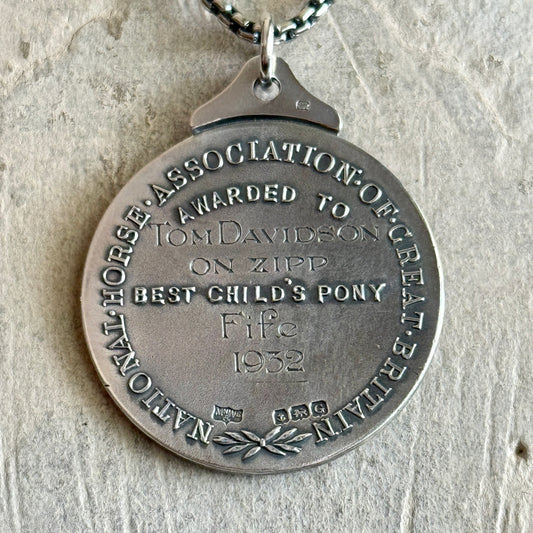 NATIONAL·HORSE·ASSOCIATION·OF·GREAT·BRITAIN
AWARDED TO
TOM DAVIDSON
ON ZIPP
BEST CHILD'S PONY
Fife
1932